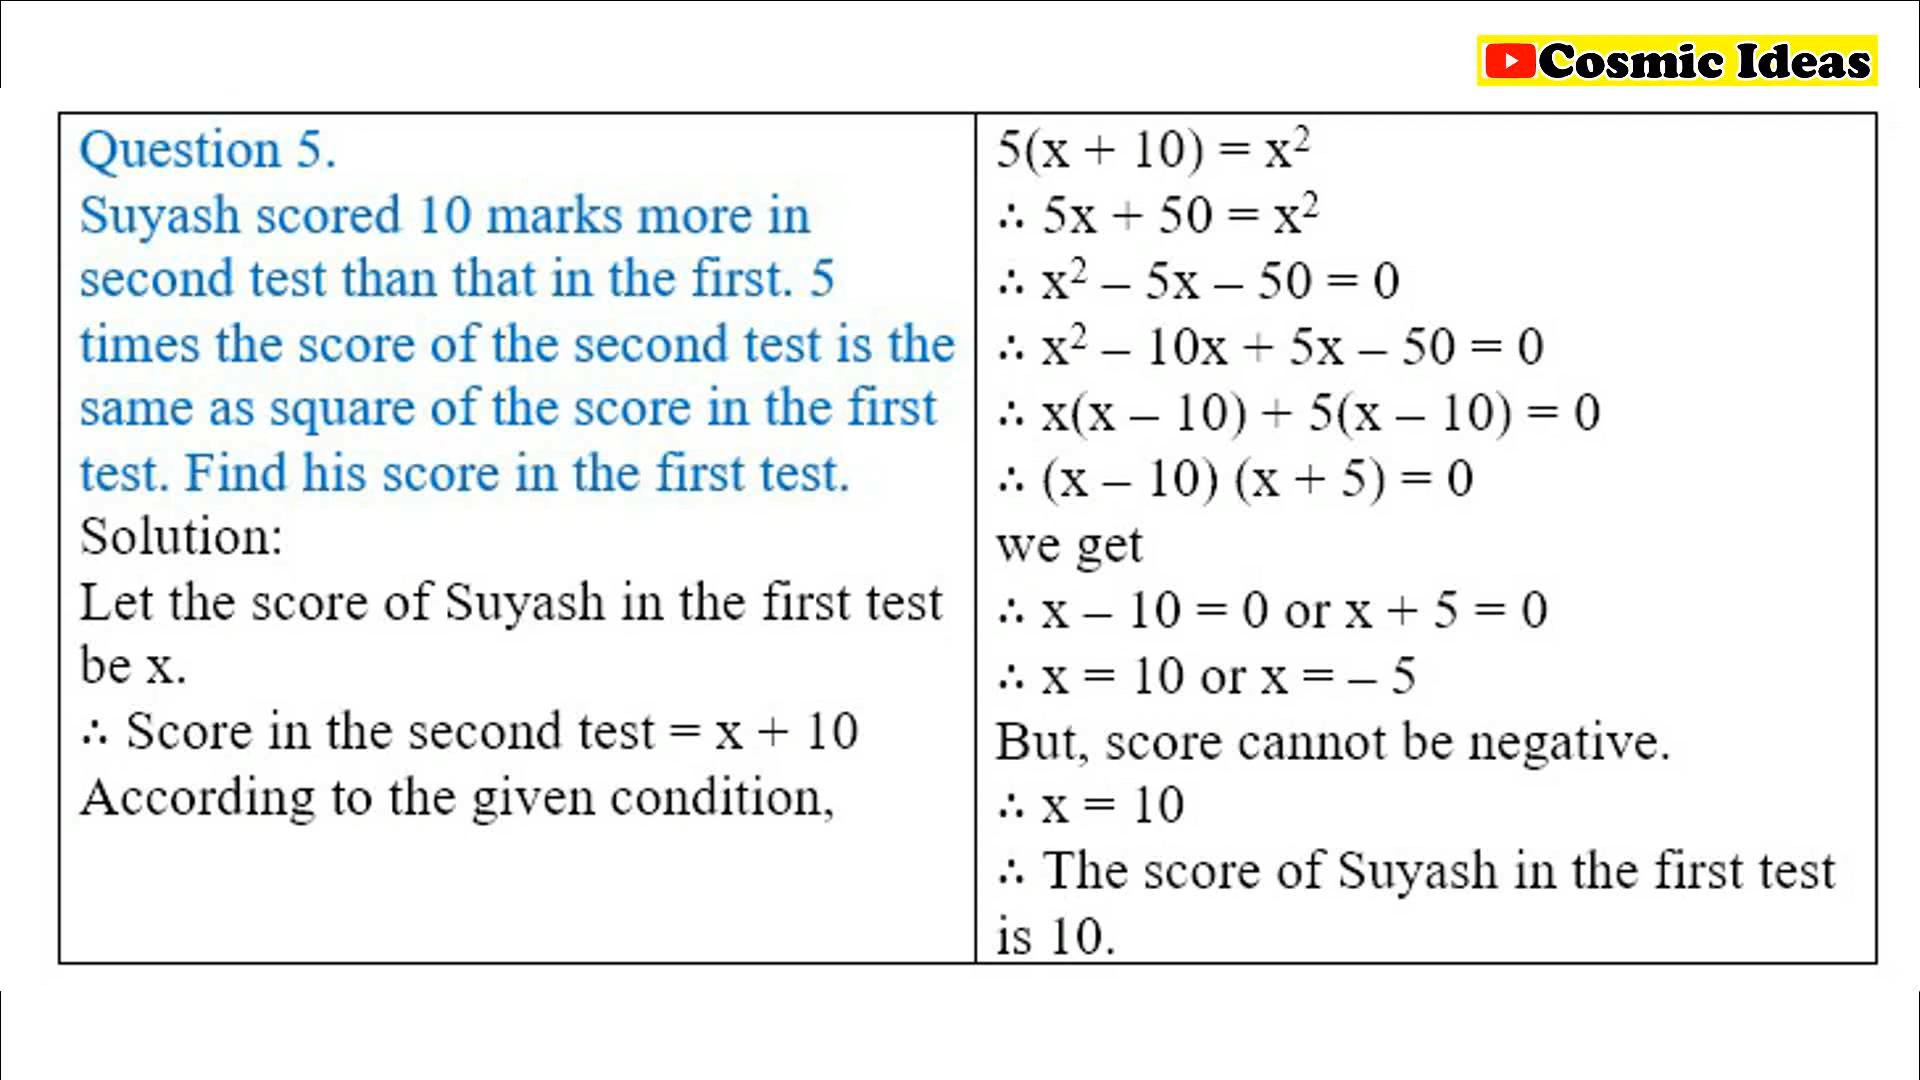 Cosmic Ideas
Question 5.
Suyash scored 10 marks more in
second test than that in the first. 5
times the score of the second test is the
same as square of the score in the first
test. Find his score in the first test.
Solution:
Let the score of Suyash in the first test
be x.
∴ Score in the second test = x + 10
According to the given condition,
5(x + 10) = x²
∴ 5x + 50 = x²
∴ x² – 5x – 50 = 0
∴ x² – 10x + 5x – 50 = 0
∴ x(x – 10) + 5(x – 10) = 0
∴ (x – 10) (x + 5) = 0
we get
∴ x – 10 = 0 or x + 5 = 0
∴ x = 10 or x = – 5
But, score cannot be negative.
∴ x = 10
∴ The score of Suyash in the first test
is 10.